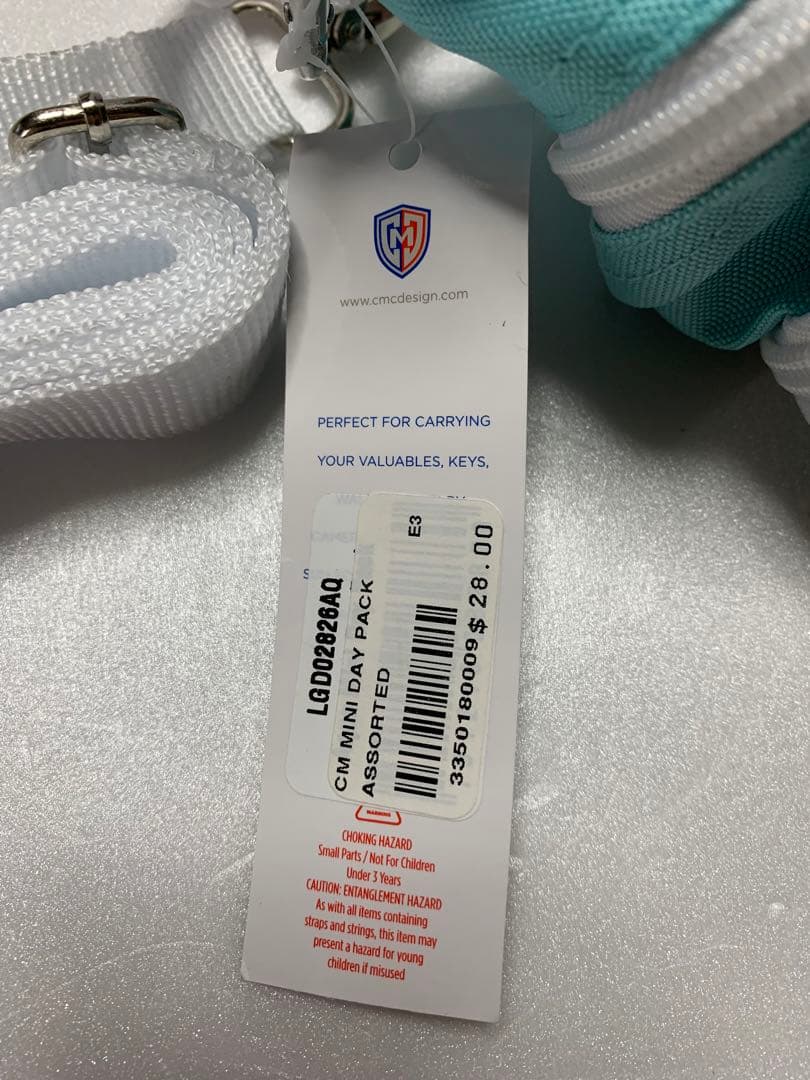 CMC
www.cmcdesign.com
PERFECT FOR CARRYING
YOUR VALUABLES, KEYS,
LGD02826AQ
CM MINI DAY PACK
ASSORTED
E3
3350180009 $ 28.00
WARNING
CHOKING HAZARD
Small Parts / Not For Children
Under 3 Years
CAUTION: ENTANGLEMENT HAZARD
As with all items containing
straps and strings, this item may
present a hazard for young
children if misused